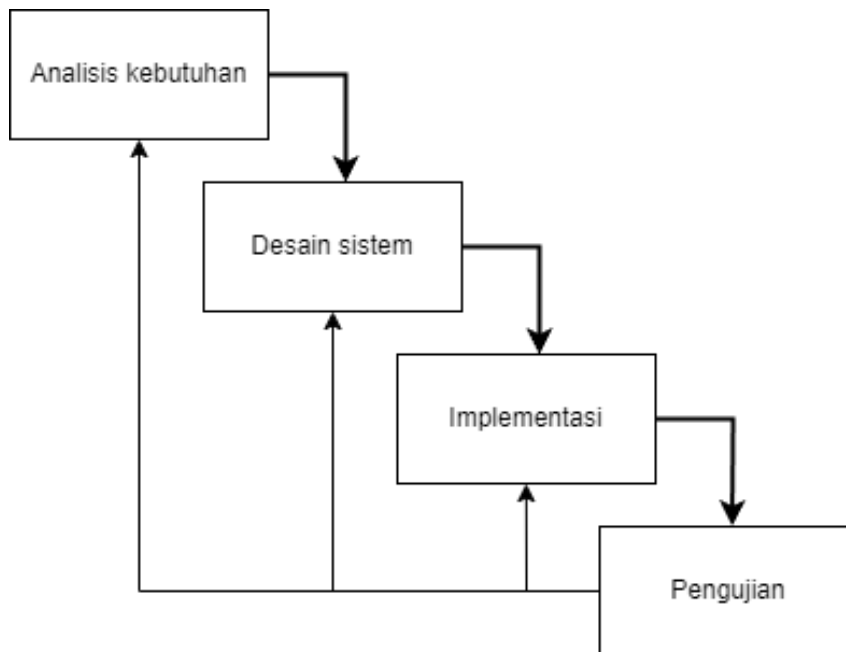 Analisis kebutuhan
Desain sistem
Implementasi
Pengujian